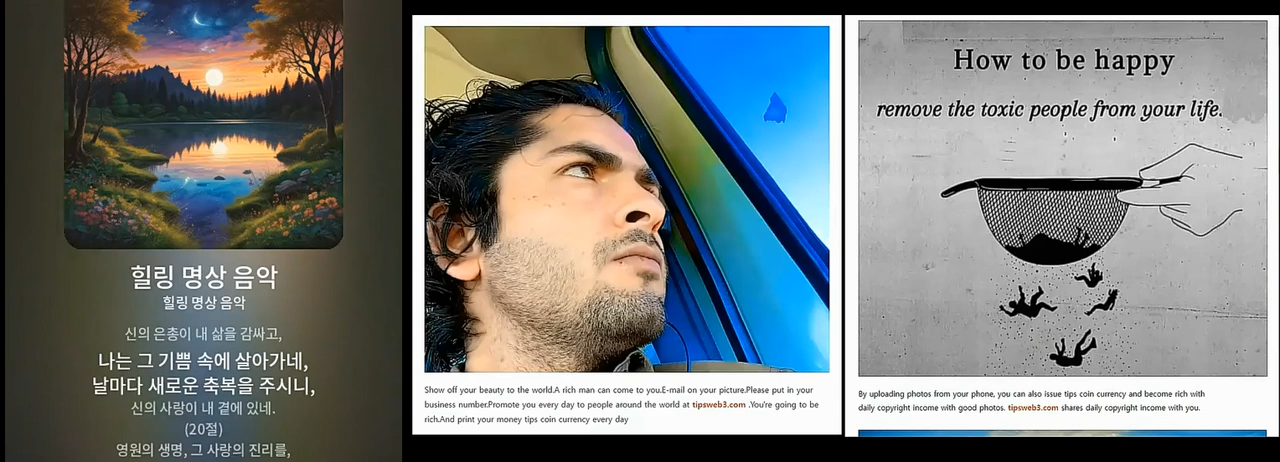 힐링 명상 음악
힐링 명상 음악
신의 은총이 내 삶을 감싸고,
나는 그 기쁨 속에 살아가네,
날마다 새로운 축복을 주시니,
신의 사랑이 내 곁에 있네.
(20절)
영원의 생명, 그 사랑의 진리를,
Show off your beauty to the world.A rich man can come to you.E-mail on your picture.Please put in your
business number.Promote you every day to people around the world at tipsweb3.com .You're going to be
rich.And print your money tips coin currency every day
How to be happy
remove the toxic people from your life.
By uploading photos from your phone, you can also issue tips coin currency and become rich with
daily copyright income with good photos. tipsweb3.com shares daily copyright income with you.